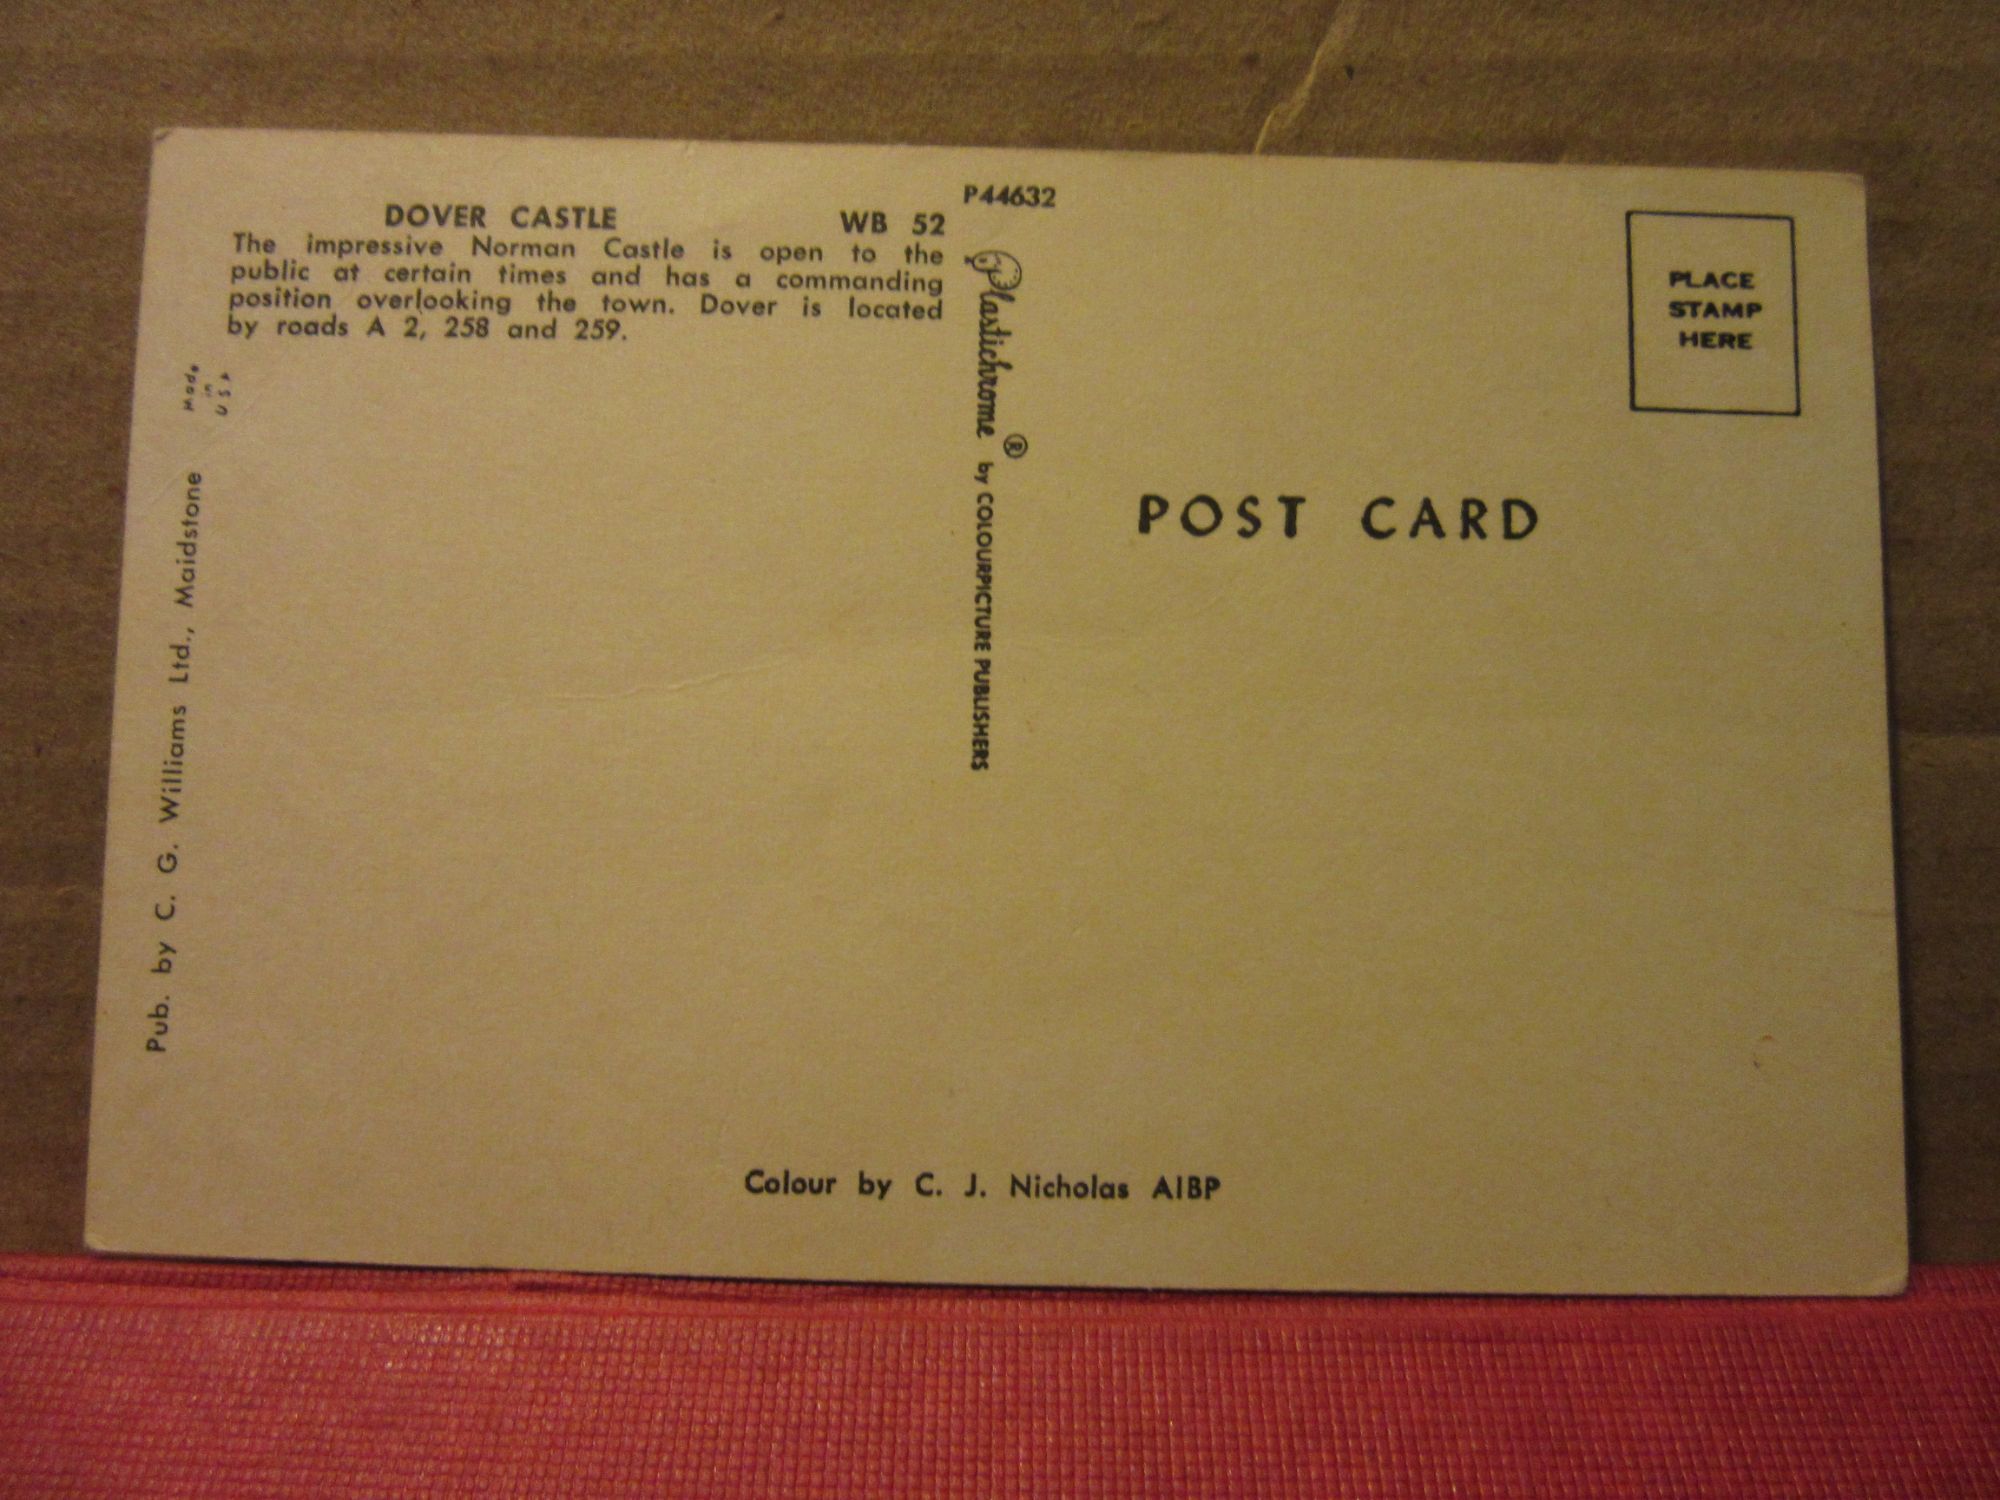 DOVER CASTLE WB 52
The impressive Norman Castle is open to the
public at certain times and has a commanding
position overlooking the town. Dover is located
by roads A 2, 258 and 259.
Made
in
USA
Pub. by C. G. Williams Ltd., Maidstone
P44632
Plastichrome ® by COLOURPICTURE PUBLISHERS
PLACE
STAMP
HERE
POST CARD
Colour by C. J. Nicholas AIBP